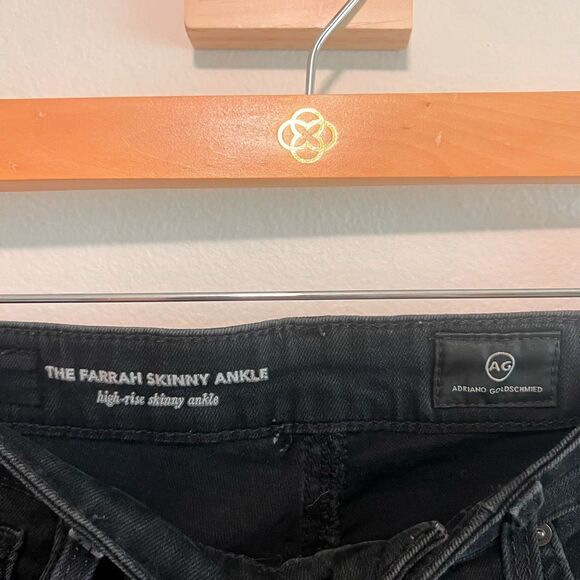 THE FARRAH SKINNY ANKLE
high-rise skinny ankle
AG
ADRIANO GOLDSCHMIED